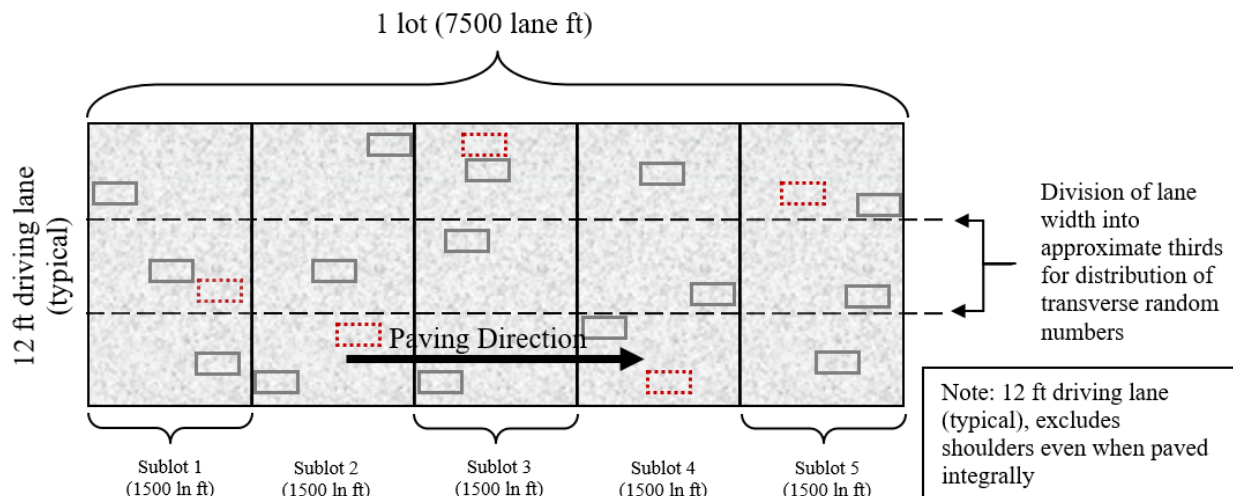 1 lot (7500 lane ft)
12 ft driving lane
(typical)
Paving Direction
Division of lane
width into
approximate thirds
for distribution of
transverse random
numbers
Note: 12 ft driving lane
(typical), excludes
shoulders even when paved
integrally
Sublot 1
(1500 ln ft)
Sublot 2
(1500 ln ft)
Sublot 3
(1500 ln ft)
Sublot 4
(1500 ln ft)
Sublot 5
(1500 ln ft)